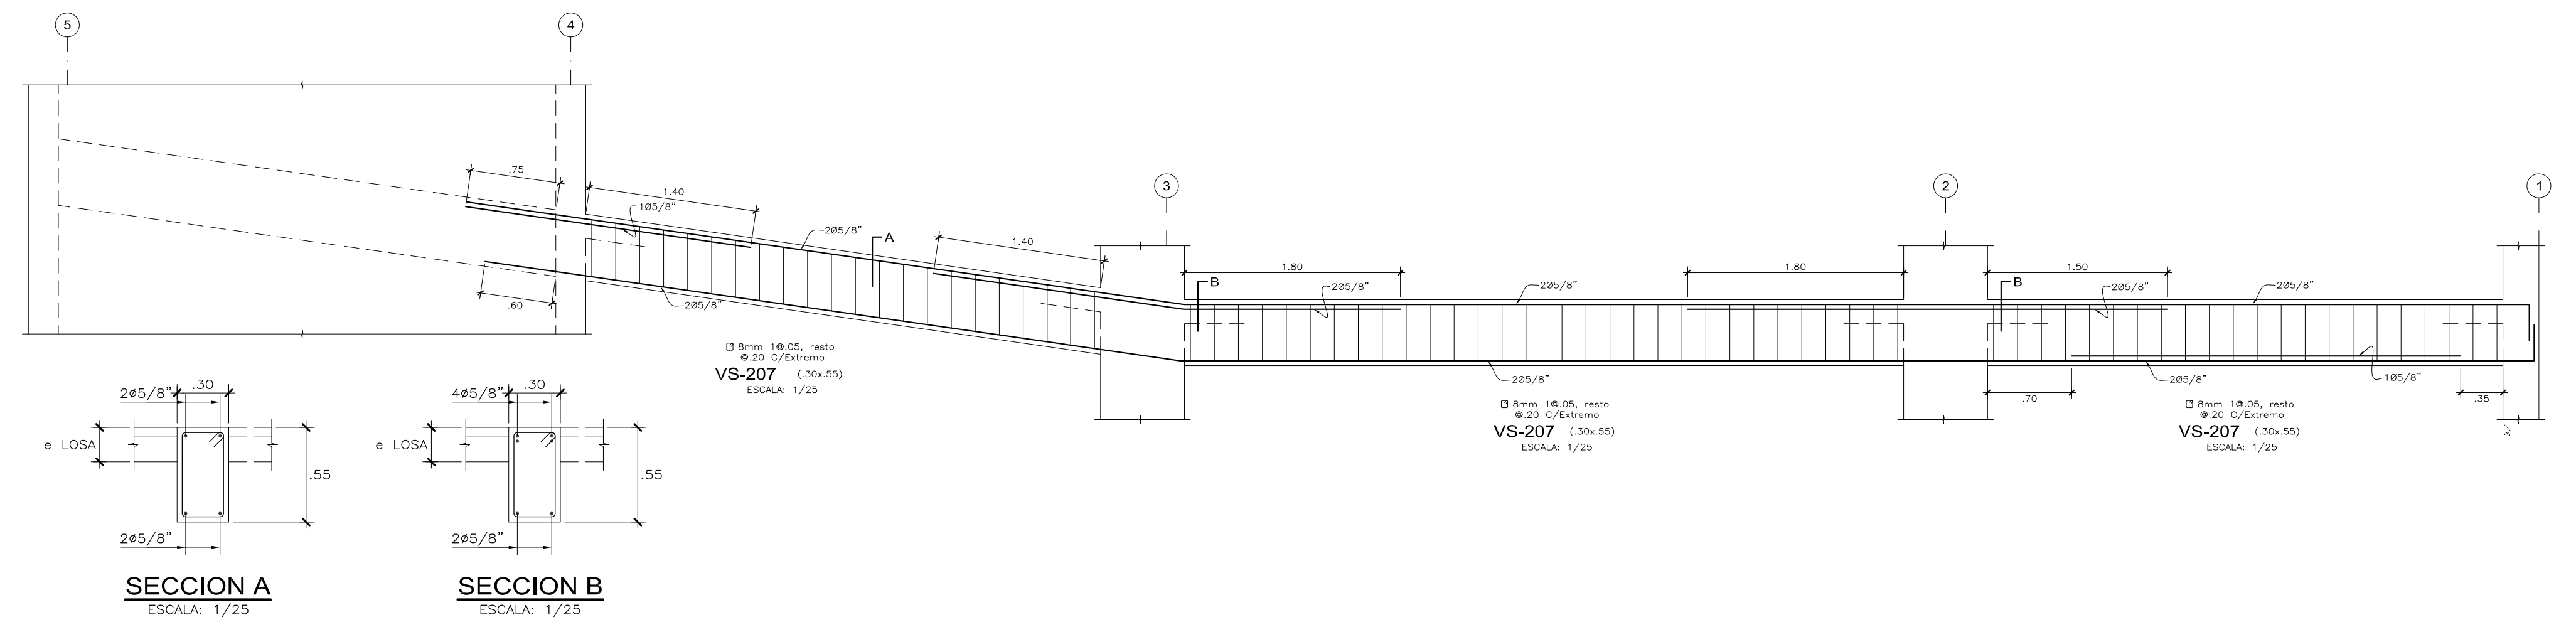 5
4
3
2
1
.75
1.40
1Ø5/8"
2Ø5/8"
A
1.40
.60
2Ø5/8"
1.80
1.80
1.50
B
2Ø5/8"
2Ø5/8"
B
2Ø5/8"
2Ø5/8"
2Ø5/8"
2Ø5/8"
1Ø5/8"
.70
.35
8mm 1@.05, resto
@.20 C/Extremo
VS-207 (.30x.55)
ESCALA: 1/25
8mm 1@.05, resto
@.20 C/Extremo
VS-207 (.30x.55)
ESCALA: 1/25
8mm 1@.05, resto
@.20 C/Extremo
VS-207 (.30x.55)
ESCALA: 1/25
2ø5/8" .30
e LOSA
.55
2ø5/8"
SECCION A
ESCALA: 1/25
4ø5/8" .30
e LOSA
.55
2ø5/8"
SECCION B
ESCALA: 1/25